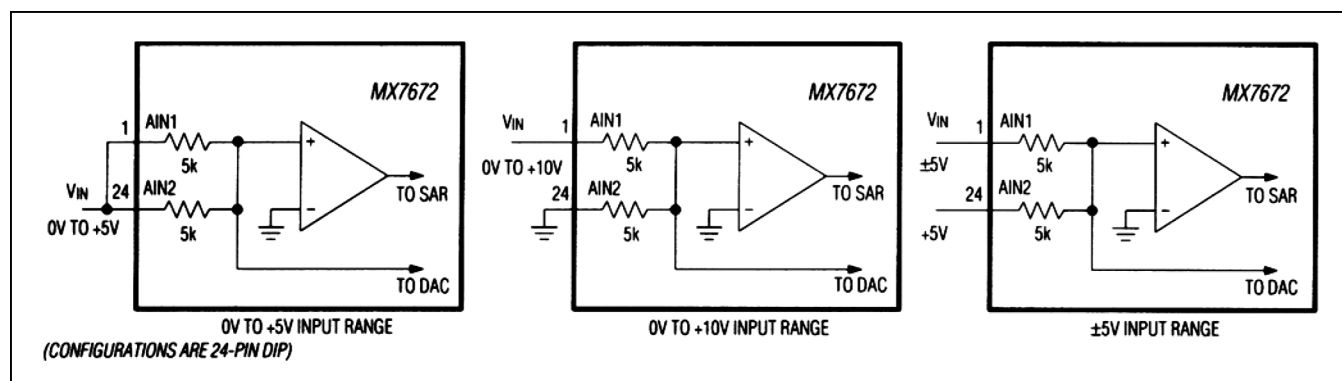 MX7672
1
AIN1
5k
VIN
24
AIN2
0V TO +5V
5k
+
–
TO SAR
TO DAC
0V TO +5V INPUT RANGE
(CONFIGURATIONS ARE 24-PIN DIP)
MX7672
VIN
1
AIN1
0V TO +10V
5k
24
AIN2
5k
+
–
TO SAR
TO DAC
0V TO +10V INPUT RANGE
MX7672
VIN
1
AIN1
±5V
5k
24
AIN2
+5V
5k
+
–
TO SAR
TO DAC
±5V INPUT RANGE